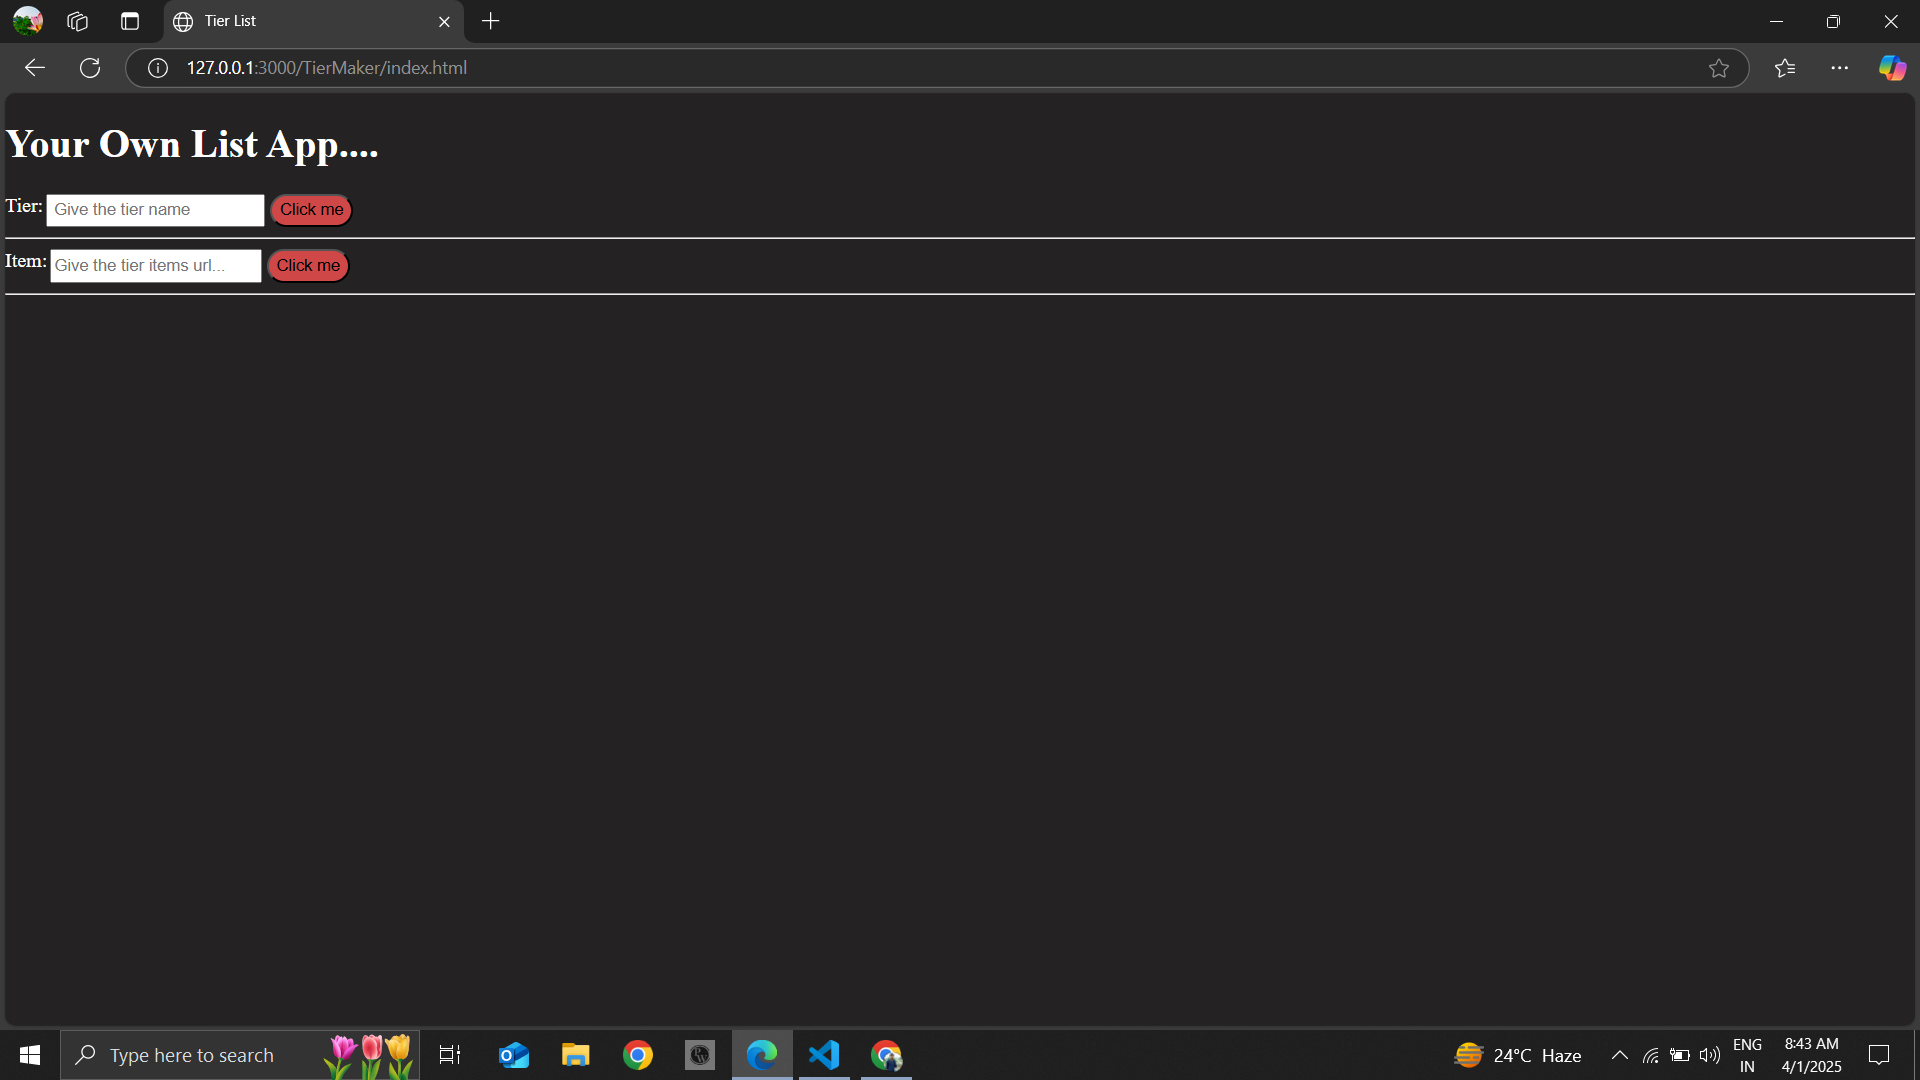 Tier List
127.0.0.1:3000/TierMaker/index.html
Your Own List App....
Tier: Give the tier name Click me
Item: Give the tier items url... Click me
Type here to search
24°C Haze
ENG
IN
8:43 AM
4/1/2025